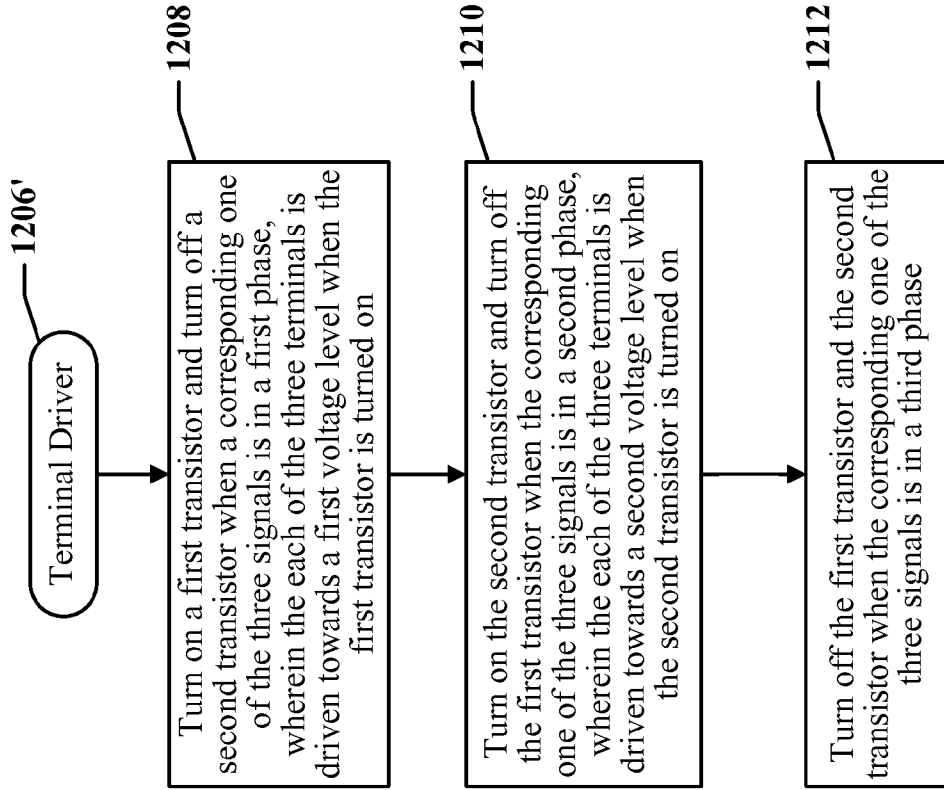 Terminal Driver
1206'
Turn on a first transistor and turn off a
second transistor when a corresponding one
of the three signals is in a first phase,
wherein the each of the three terminals is
driven towards a first voltage level when the
first transistor is turned on
1208
Turn on the second transistor and turn off
the first transistor when the corresponding
one of the three signals is in a second phase,
wherein the each of the three terminals is
driven towards a second voltage level when
the second transistor is turned on
1210
Turn off the first transistor and the second
transistor when the corresponding one of the
three signals is in a third phase
1212